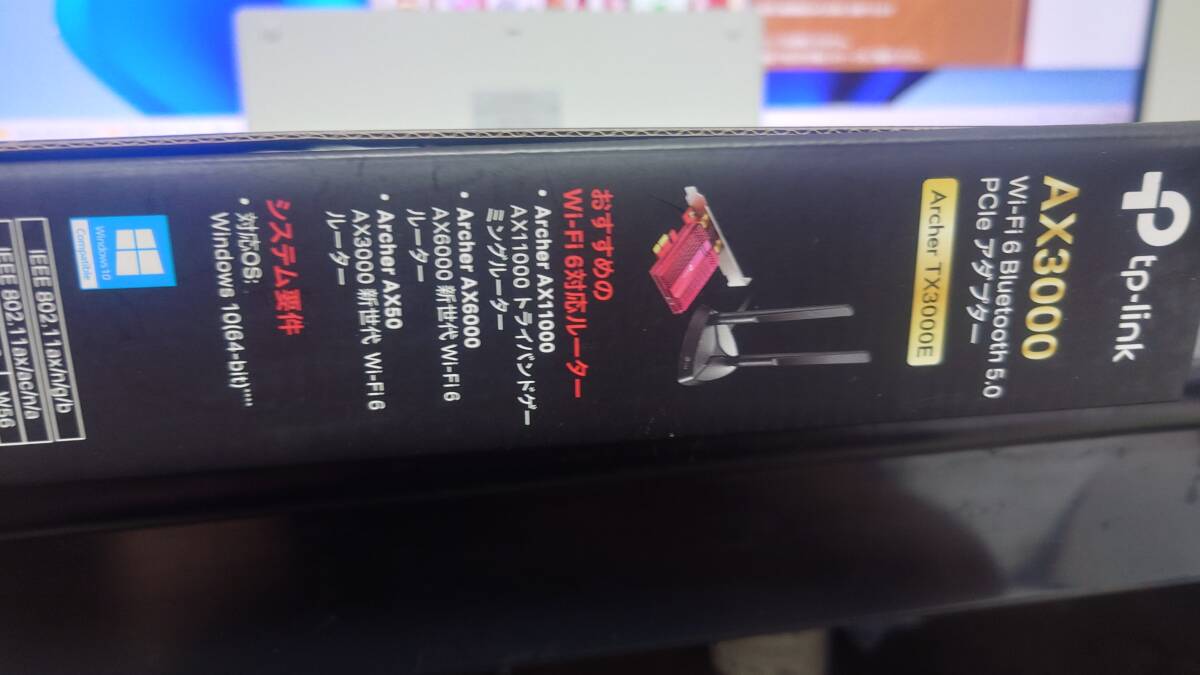 tp-link
AX3000
Wi-Fi 6 Bluetooth 5.0
PCIe アダプター
Archer TX3000E
おすすめの
Wi-Fi 6対応ルーター
• Archer AX11000
AX11000 トライバンドゲー
ミングルーター
• Archer AX6000
AX6000 新世代 Wi-Fi 6
ルーター
• Archer AX50
AX3000 新世代 Wi-Fi 6
ルーター
システム要件
• 対応OS:
Windows 10(64-bit)****
Windows 10
Compatible
IEEE 802.11ax/n/g/b
IEEE 802.11ax/ac/n/a
W56